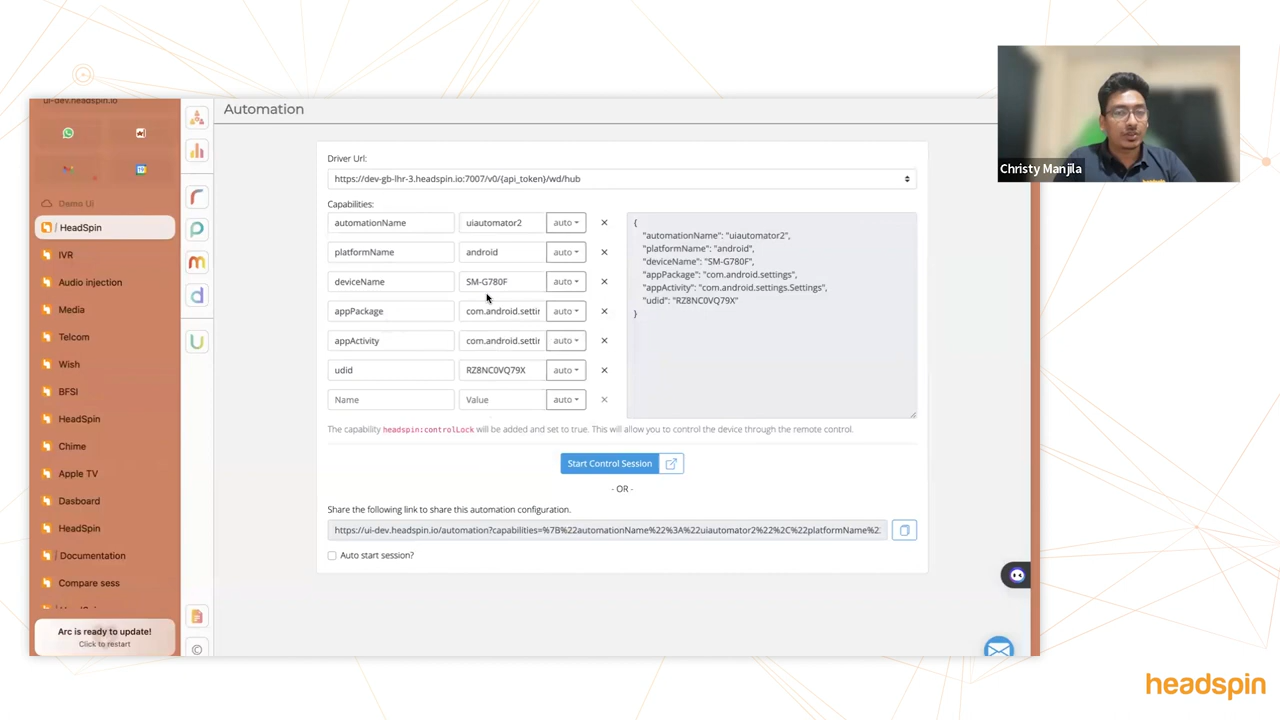 ui-dev.headspin.io
Demo UI
/ HeadSpin
IVR
Audio injection
Media
Telcom
Wish
BFSI
HeadSpin
Chime
Apple TV
Dasboard
HeadSpin
/ Documentation
Compare sess
Arc is ready to update!
Click to restart
Automation
Driver Url:
https://dev-gb-lhr-3.headspin.io:7007/v0/{api_token}/wd/hub
Capabilities:
automationName uiautomator2 auto
platformName android auto
deviceName SM-G780F auto
appPackage com.android.settin auto
appActivity com.android.settin auto
udid RZ8NC0VQ79X auto
Name Value auto
{
"automationName": "uiautomator2",
"platformName": "android",
"deviceName": "SM-G780F",
"appPackage": "com.android.settings",
"appActivity": "com.android.settings.Settings",
"udid": "RZ8NC0VQ79X"
}
The capability headspin:controlLock will be added and set to true. This will allow you to control the device through the remote control.
Start Control Session
- OR -
Share the following link to share this automation configuration.
https://ui-dev.headspin.io/automation?capabilities=%7B%22automationName%22%3A%22uiautomator2%22%2C%22platformName%2
Auto start session?
Christy Manjila
headspin